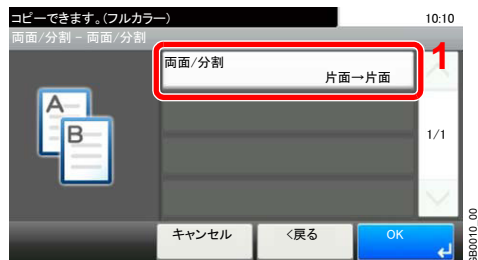 コピーできます。(フルカラー)
10:10
両面/分割 - 両面/分割
両面/分割
片面→片面
1
A
B
1/1
キャンセル
<戻る
OK
GB0010_00